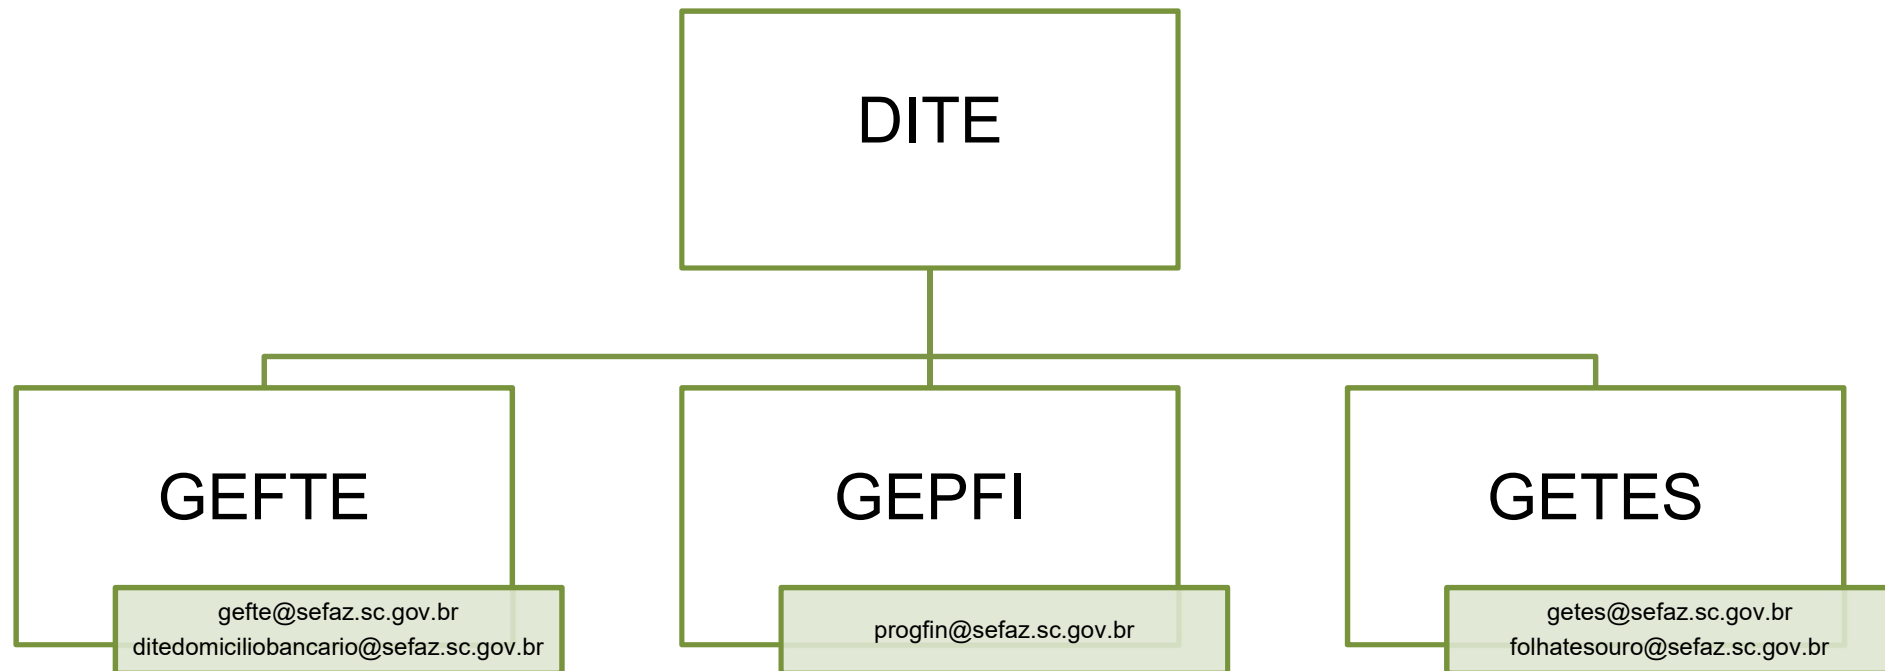 DITE
GEFTE
gefte@sefaz.sc.gov.br
ditedomiciliobancario@sefaz.sc.gov.br
GEPFI
progfin@sefaz.sc.gov.br
GETES
getes@sefaz.sc.gov.br
folhatesouro@sefaz.sc.gov.br